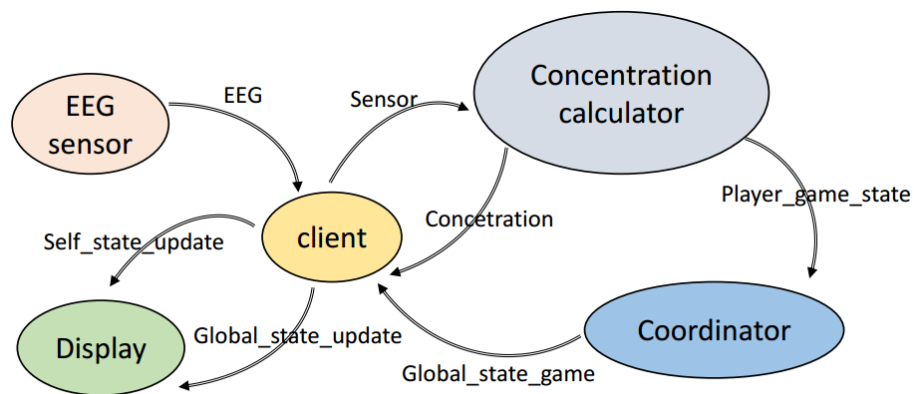 EEG
sensor
EEG
Sensor
Concentration
calculator
Player_game_state
Concetration
client
Self_state_update
Display
Global_state_update
Global_state_game
Coordinator